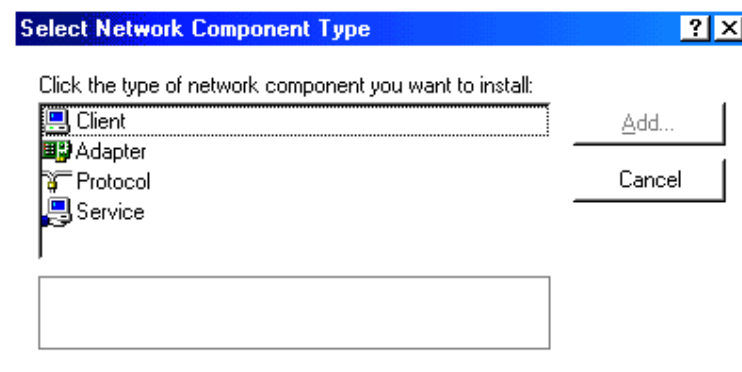 Select Network Component Type
Click the type of network component you want to install:
Client
Adapter
Protocol
Service
Add...
Cancel